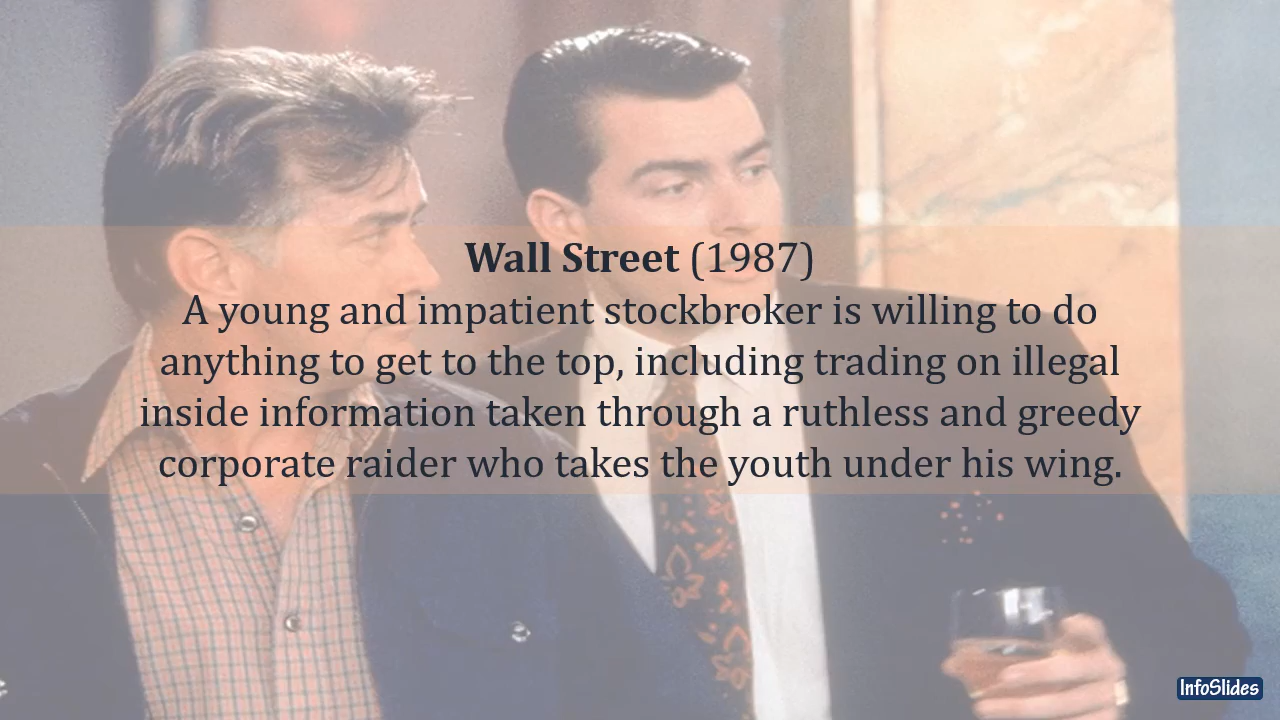 Wall Street (1987)
A young and impatient stockbroker is willing to do
anything to get to the top, including trading on illegal
inside information taken through a ruthless and greedy
corporate raider who takes the youth under his wing.
InfoSlides